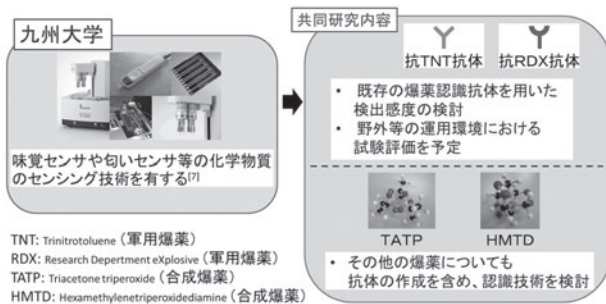 九州大学
味覚センサや匂いセンサ等の化学物質
のセンシング技術を有する[7]
TNT: Trinitrotoluene（軍用爆薬）
RDX: Research Depertment eXplosive（軍用爆薬）
TATP: Triacetone triperoxide（合成爆薬）
HMTD: Hexamethylenetriperoxidediamine（合成爆薬）
共同研究内容
抗TNT抗体 抗RDX抗体
• 既存の爆薬認識抗体を用いた
検出感度の検討
• 野外等の運用環境における
試験評価を予定
TATP HMTD
• その他の爆薬についても
抗体の作成を含め、認識技術を検討